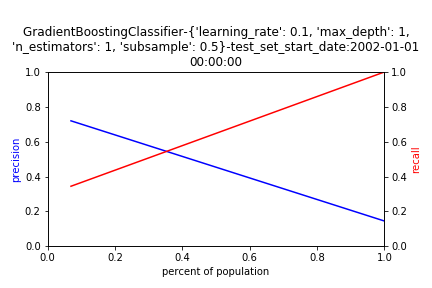 GradientBoostingClassifier-{'learning_rate': 0.1, 'max_depth': 1,
'n_estimators': 1, 'subsample': 0.5}-test_set_start_date:2002-01-01
00:00:00
1.0 1.0
0.8 0.8
0.6 0.6
precision recall
0.4 0.4
0.2 0.2
0.0 0.0
0.0 0.2 0.4 0.6 0.8 1.0
percent of population